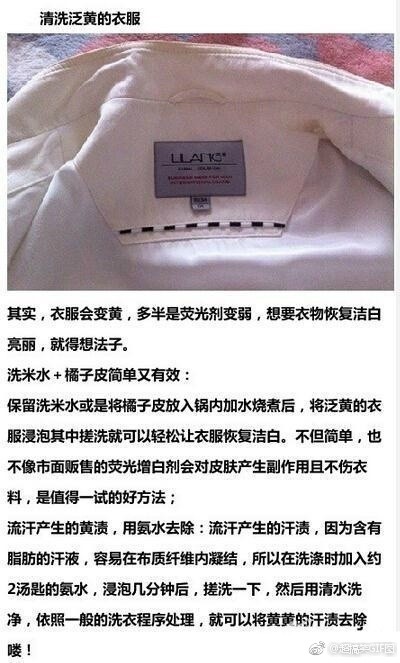 清洗泛黄的衣服
LILANG
其实，衣服会变黄，多半是荧光剂变弱，想要衣物恢复洁白
亮丽，就得想法子。
洗米水＋橘子皮简单又有效：
保留洗米水或是将橘子皮放入锅内加水烧煮后，将泛黄的衣
服浸泡其中搓洗就可以轻松让衣服恢复洁白。不但简单，也
不像市面贩售的荧光增白剂会对皮肤产生副作用且不伤衣
料，是值得一试的好方法；
流汗产生的黄渍，用氨水去除：流汗产生的汗渍，因为含有
脂肪的汗液，容易在布质纤维内凝结，所以在洗涤时加入约
2汤匙的氨水，浸泡几分钟后，搓洗一下，然后用清水洗
净，依照一般的洗衣程序处理，就可以将黄黄的汗渍去除
喽！